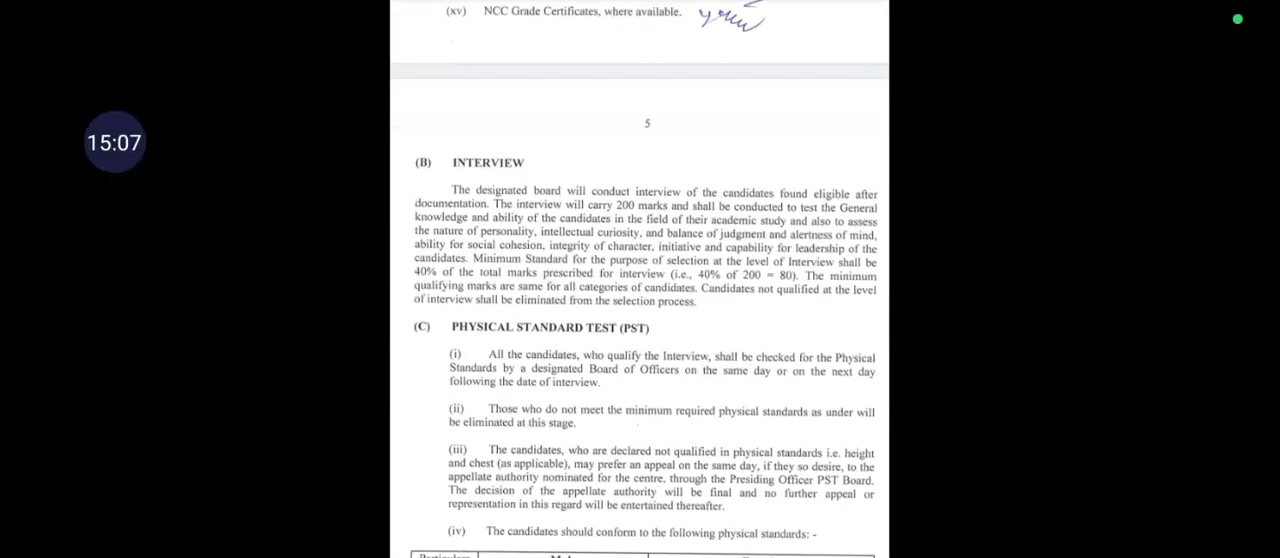 (xv) NCC Grade Certificates, where available.
15:07
5
(B) INTERVIEW
The designated board will conduct interview of the candidates found eligible after
documentation. The interview will carry 200 marks and shall be conducted to test the General
knowledge and ability of the candidates in the field of their academic study and also to assess
the nature of personality, intellectual curiosity, and balance of judgment and alertness of mind,
ability for social cohesion, integrity of character, initiative and capability for leadership of the
candidates. Minimum Standard for the purpose of selection at the level of Interview shall be
40% of the total marks prescribed for interview (i.e., 40% of 200 = 80). The minimum
qualifying marks are same for all categories of candidates. Candidates not qualified at the level
of interview shall be eliminated from the selection process.
(C) PHYSICAL STANDARD TEST (PST)
(i) All the candidates, who qualify the Interview, shall be checked for the Physical
Standards by a designated Board of Officers on the same day or on the next day
following the date of interview.
(ii) Those who do not meet the minimum required physical standards as under will
be eliminated at this stage.
(iii) The candidates, who are declared not qualified in physical standards i.e. height
and chest (as applicable), may prefer an appeal on the same day, if they so desire, to the
appellate authority nominated for the centre, through the Presiding Officer PST Board.
The decision of the appellate authority will be final and no further appeal or
representation in this regard will be entertained thereafter.
(iv) The candidates should conform to the following physical standards: -